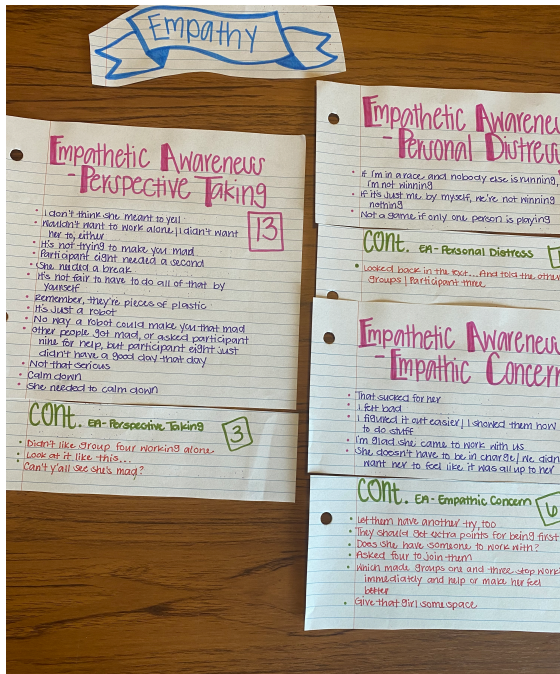 Empathy
Empathetic Awareness
- Perspective Taking
13
• I don't think she meant to yell
• Wouldn't want to work alone, I didn't want
her to, either
• It's not trying to make you mad
• Participant eight needed a second
• She needed a break
• It's not fair to have to do all of that by
yourself
• Remember, they're pieces of plastic
• It's Just a robot
• No way a robot could make you that mad
• Other people got mad, or asked participant
nine for help, but participant eight just
didn't have a good day that day
• Not that serious
• Calm down
• She needed to calm down
CONT. EA- Perspective Taking
3
• Didn't like group four working alone
• Look at it like this...
• Can't y'all see she's mad?
Empathetic Awarene
- Personal Distres
• If I'm in a race and nobody else is running,
I'm not winning
• If it's Just me by myself, we're not winning
nothing
• Not a game if only one person is playing
CONT. EA- Personal Distress
• Looked back in the
And told the other
groups | Participant three
Empathetic Awarenes
- Empathic Concern
• That sucked for her
• I felt bad
• I figured it out easier | I showed them how
to do stuff
• I'm glad she came to work with us
• She doesn't have to be in charge | We didn
want her to feel like it was all up to her
CONT. EA- Empathic Concern
6
• Let them have another try, too
• They should get extra points for being first
• Does she have someone to work with?
• Asked four to join them
• Which made groups one and three stop work
immediately and help or make her feel
better
• Give that girl some space